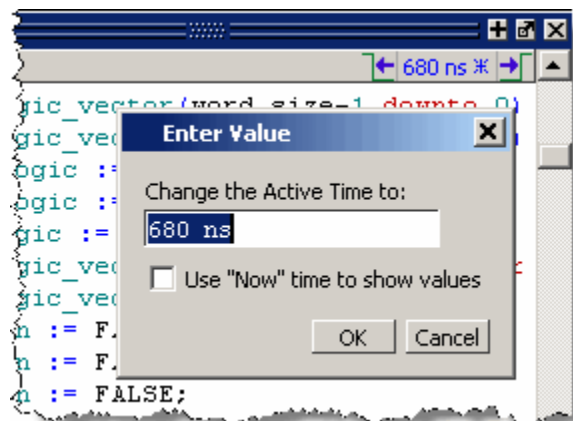 680 ns
gic_vector(word_size-1 downto 0)
gic_vec
Enter Value
ogic :=
Change the Active Time to:
ogic :=
680 ns
gic :=
gic_vec
Use "Now" time to show values
gic_vec
n := F
OK Cancel
n := F
n := FALSE;